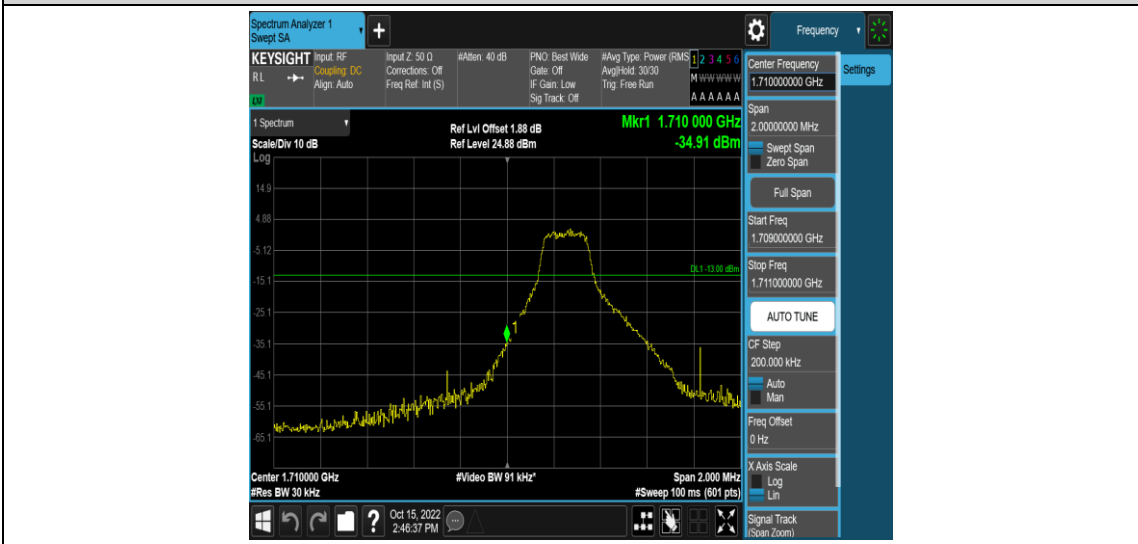 Spectrum Analyzer 1
Swept SA
+
Frequency
KEYSIGHT
RL
LXI
Input: RF
Coupling: DC
Align: Auto
Input Z: 50 Ω
Corrections: Off
Freq Ref: Int (S)
#Atten: 40 dB
PNO: Best Wide
Gate: Off
IF Gain: Low
Sig Track: Off
#Avg Type: Power (RMS
Avg|Hold: 30/30
Trig: Free Run
1 2 3 4 5 6
M W W W W W
A A A A A A
1 Spectrum
Scale/Div 10 dB
Log
Ref Lvl Offset 1.88 dB
Ref Level 24.88 dBm
Mkr1 1.710 000 GHz
-34.91 dBm
14.9
4.88
-5.12
DL1 -13.00 dBm
-15.1
-25.1
1
-35.1
-45.1
-55.1
-65.1
Center 1.710000 GHz
#Res BW 30 kHz
#Video BW 91 kHz*
Span 2.000 MHz
#Sweep 100 ms (601 pts)
?
Oct 15, 2022
2:46:37 PM
Center Frequency
1.710000000 GHz
Settings
Span
2.00000000 MHz
Swept Span
Zero Span
Full Span
Start Freq
1.709000000 GHz
Stop Freq
1.711000000 GHz
AUTO TUNE
CF Step
200.000 kHz
Auto
Man
Freq Offset
0 Hz
X Axis Scale
Log
Lin
Signal Track
(Span Zoom)